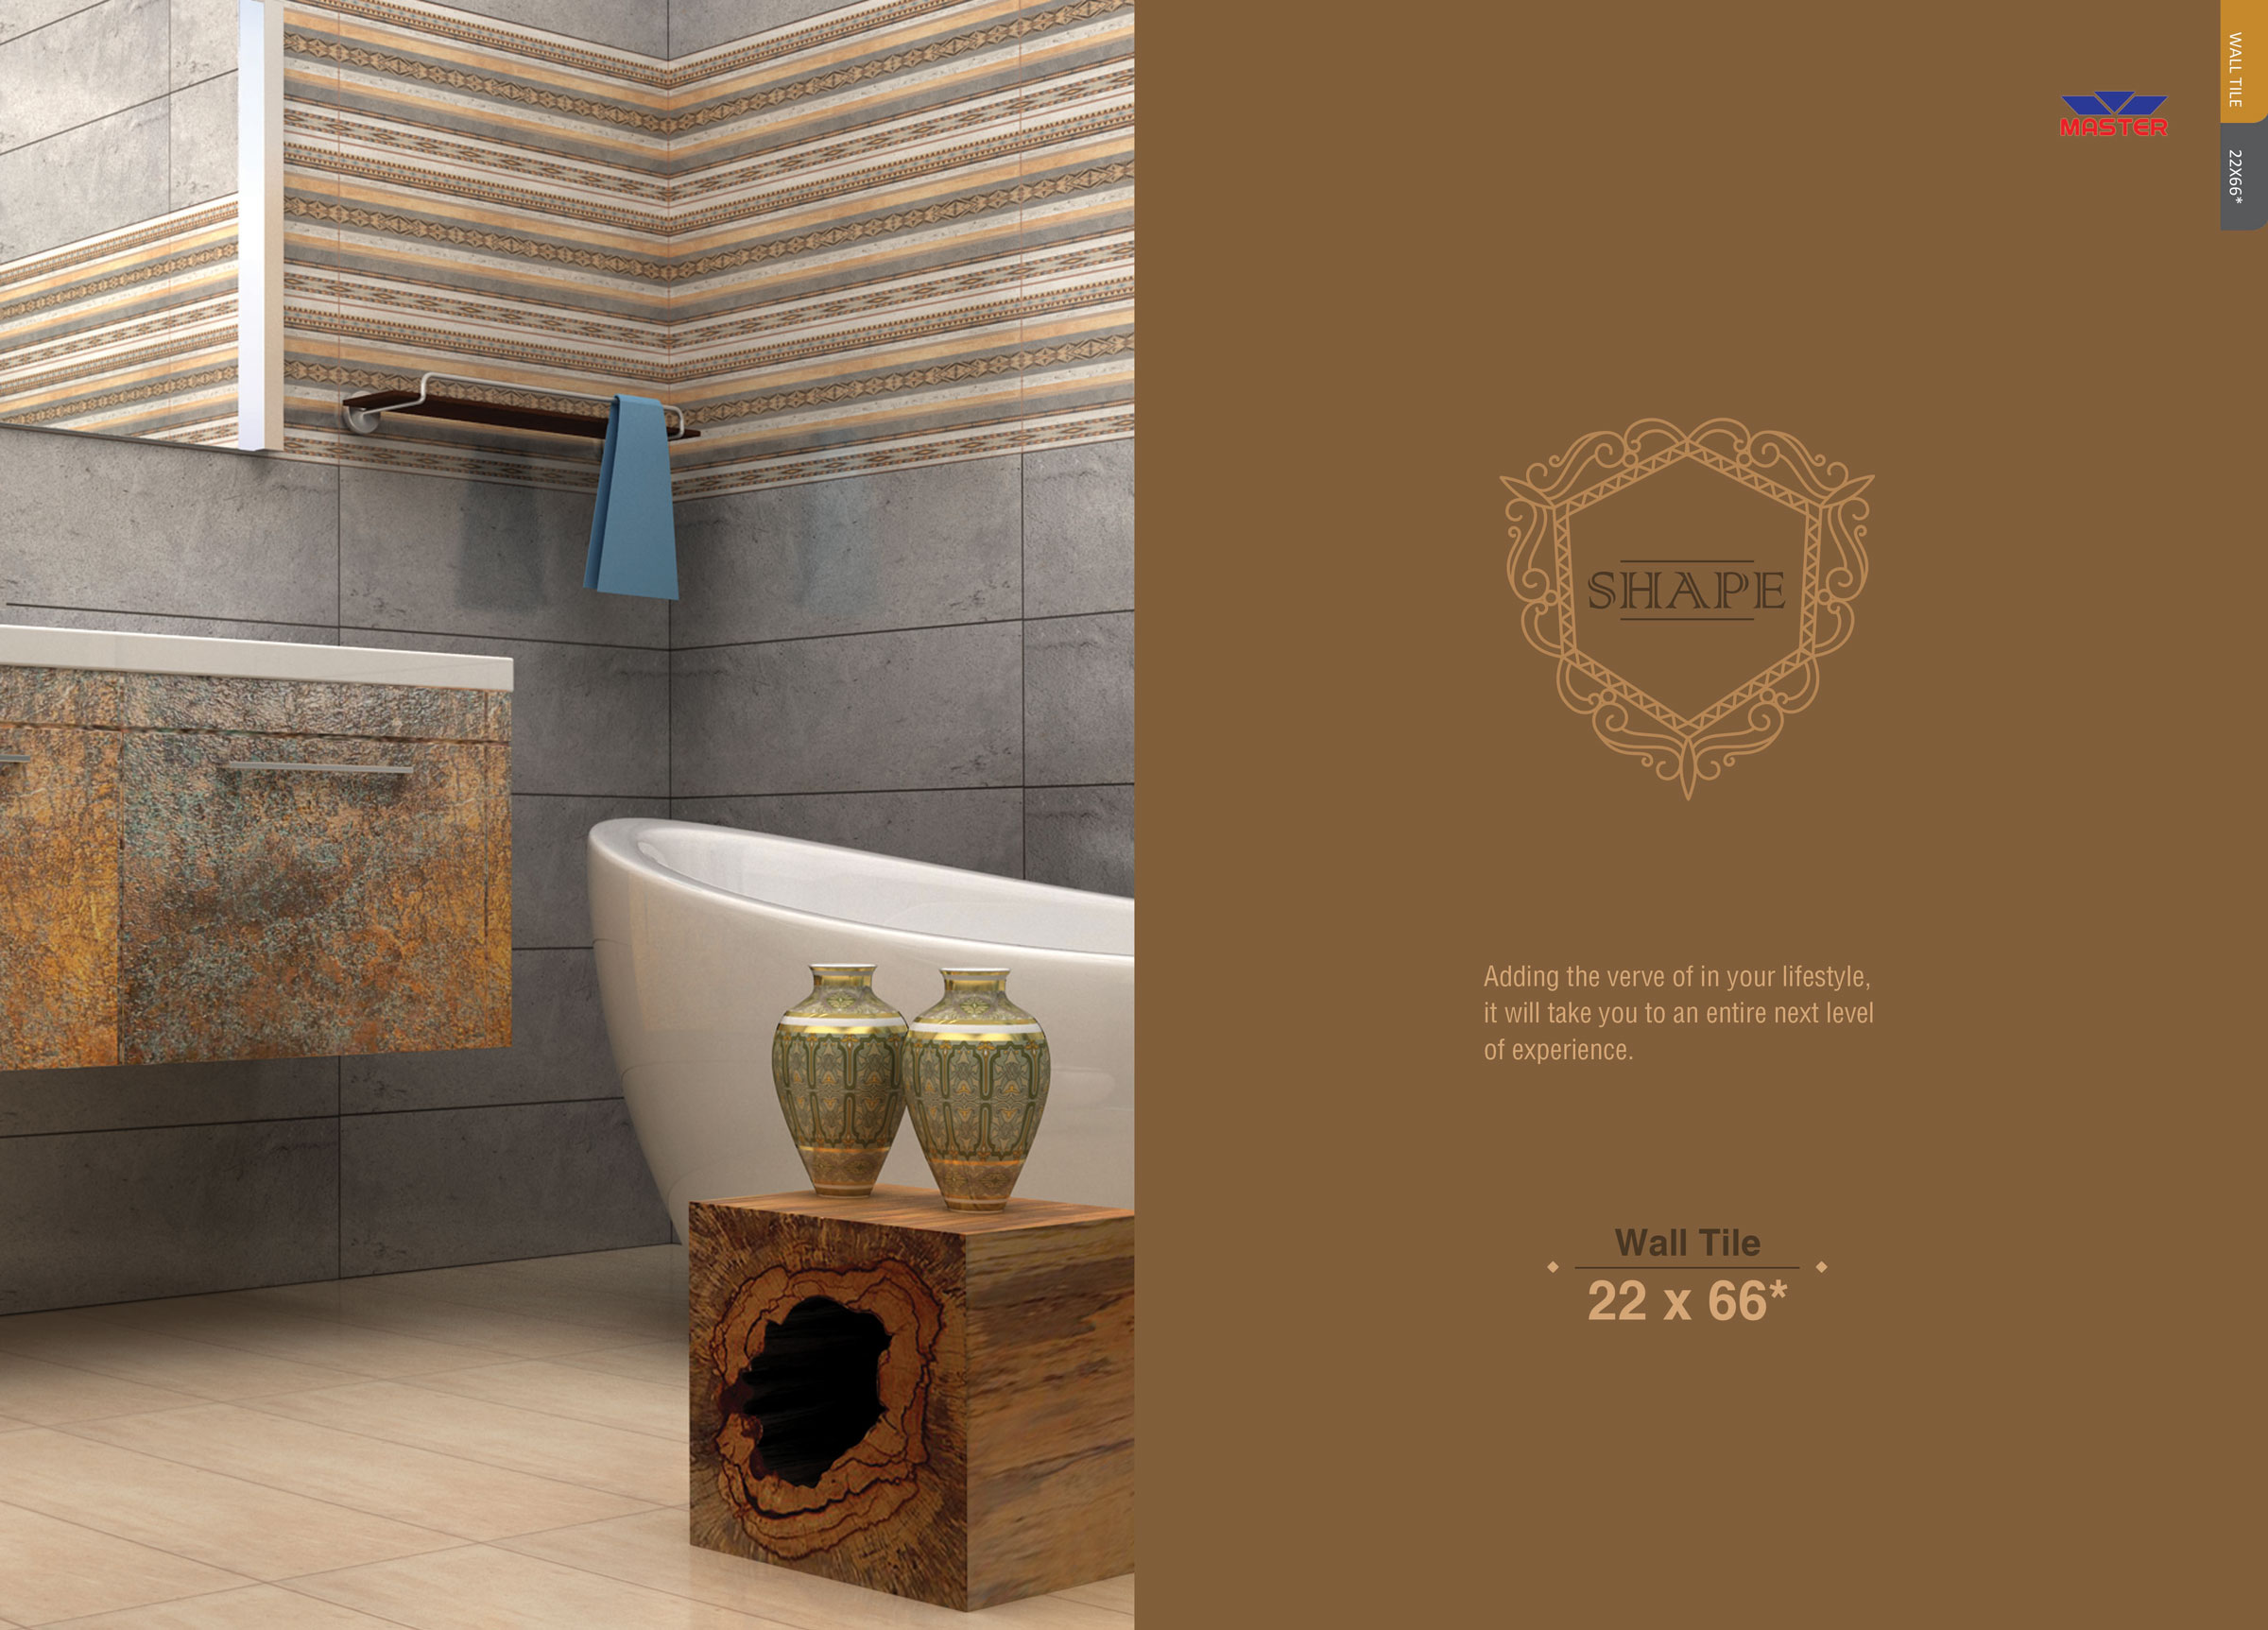 WALL TILE
22X66*
MASTER
SHAPE
Adding the verve of in your lifestyle,
it will take you to an entire next level
of experience.
Wall Tile
22 x 66*